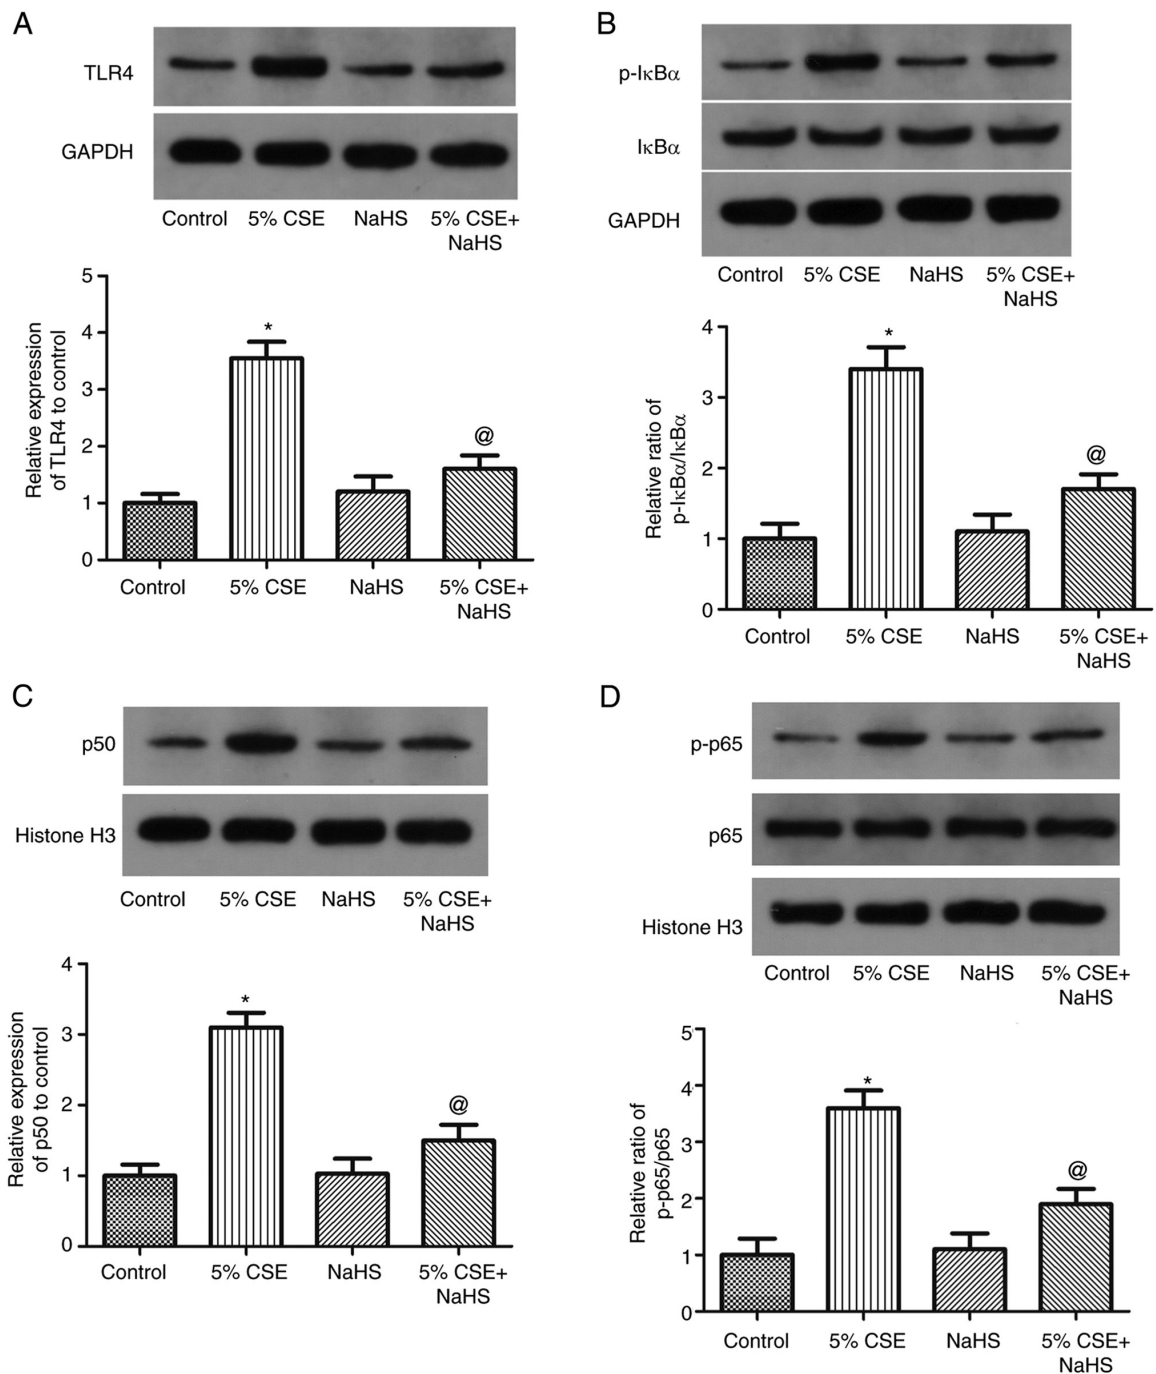 A
TLR4
GAPDH
Control 5% CSE NaHS 5% CSE+
NaHS
5
4
3
2
1
0
Relative expression
of TLR4 to control
*
@
Control 5% CSE NaHS 5% CSE+
NaHS
B
p-IκBα
IκBα
GAPDH
Control 5% CSE NaHS 5% CSE+
NaHS
4
3
2
1
0
Relative ratio of
p-IκBα/IκBα
*
@
Control 5% CSE NaHS 5% CSE+
NaHS
C
p50
Histone H3
Control 5% CSE NaHS 5% CSE+
NaHS
4
3
2
1
0
Relative expression
of p50 to control
*
@
Control 5% CSE NaHS 5% CSE+
NaHS
D
p-p65
p65
Histone H3
Control 5% CSE NaHS 5% CSE+
NaHS
5
4
3
2
1
0
Relative ratio of
p-p65/p65
*
@
Control 5% CSE NaHS 5% CSE+
NaHS